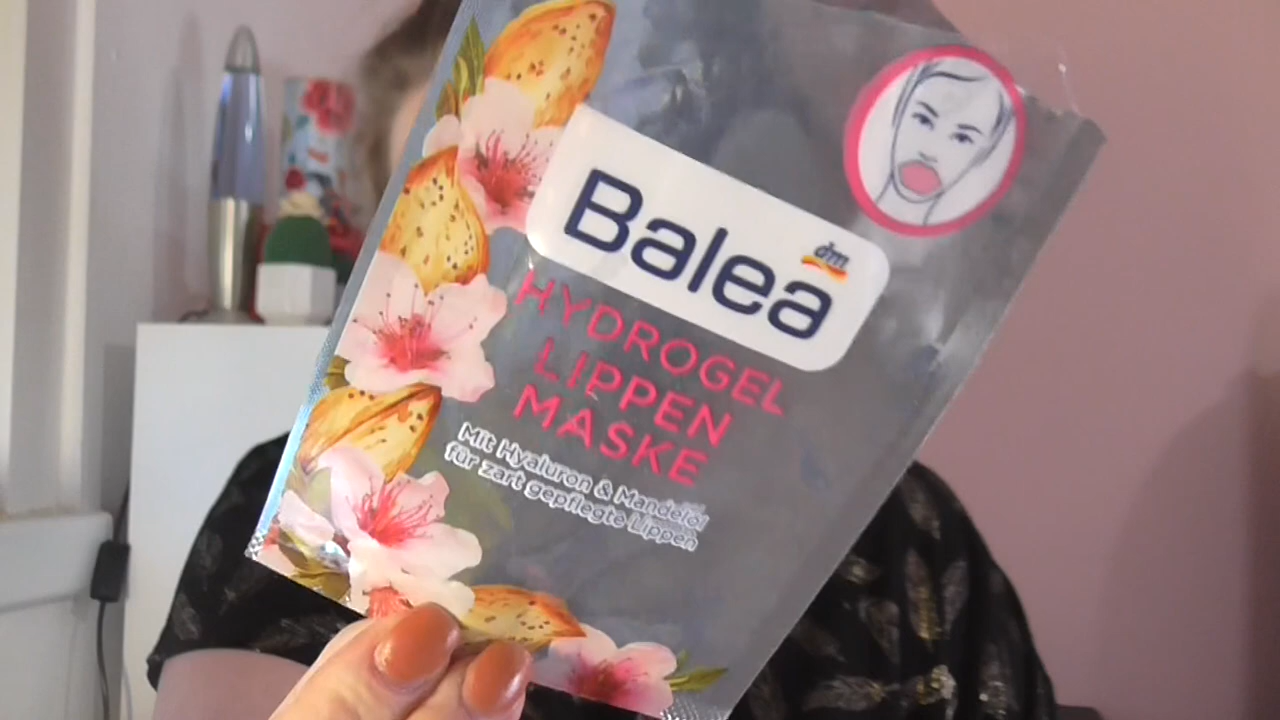 Balea
dm
HYDROGEL
LIPPEN
MASKE
Mit Hyaluron & Mandelöl
für zart gepflegte Lippen